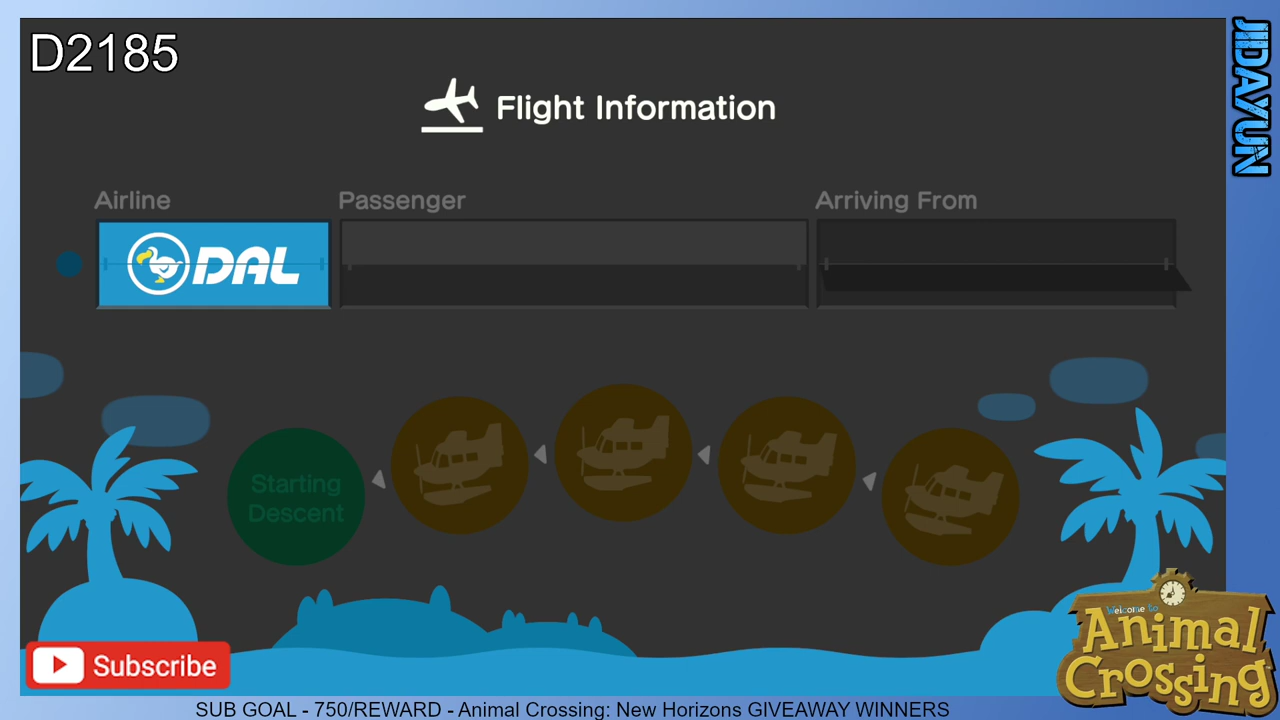 D2185
JIDAVUN
Flight Information
Airline
Passenger
Arriving From
DAL
Starting
Descent
Welcome to
Animal
Crossing
Subscribe
SUB GOAL - 750/REWARD - Animal Crossing: New Horizons GIVEAWAY WINNERS